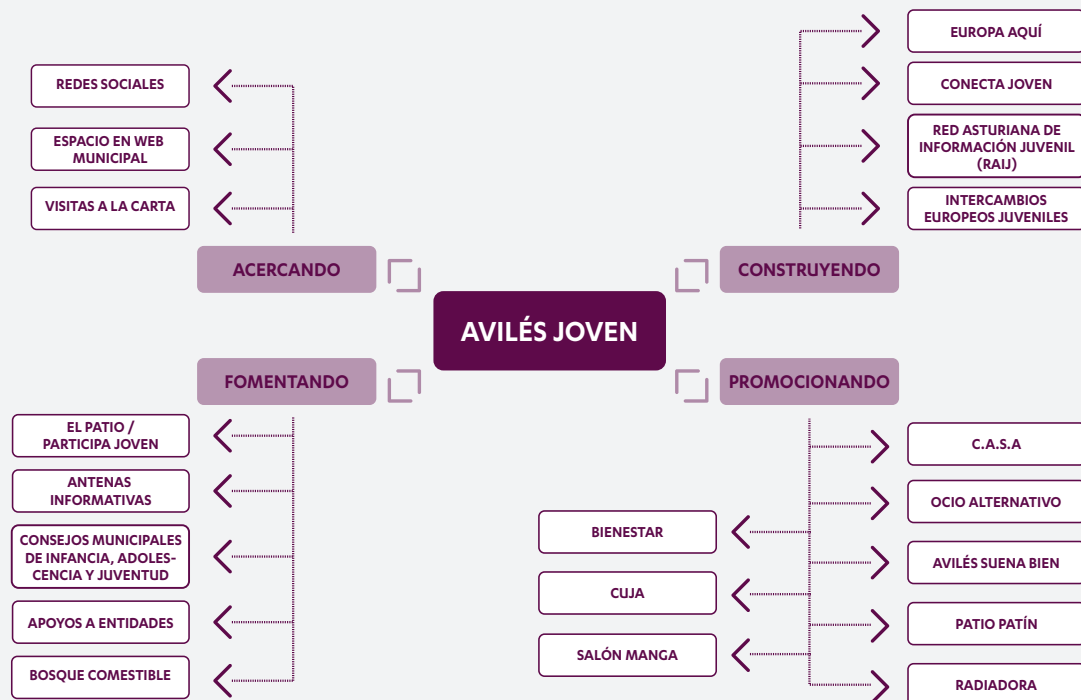 REDES SOCIALES
ESPACIO EN WEB
MUNICIPAL
VISITAS A LA CARTA
ACERCANDO
EUROPA AQUÍ
CONECTA JOVEN
RED ASTURIANA DE
INFORMACIÓN JUVENIL
(RAIJ)
INTERCAMBIOS
EUROPEOS JUVENILES
CONSTRUYENDO
AVILÉS JOVEN
FOMENTANDO
EL PATIO /
PARTICIPA JOVEN
ANTENAS
INFORMATIVAS
CONSEJOS MUNICIPALES
DE INFANCIA, ADOLES-
CENCIA Y JUVENTUD
APOYOS A ENTIDADES
BOSQUE COMESTIBLE
PROMOCIONANDO
BIENESTAR
CUJA
SALÓN MANGA
C.A.S.A
OCIO ALTERNATIVO
AVILÉS SUENA BIEN
PATIO PATÍN
RADIADORA